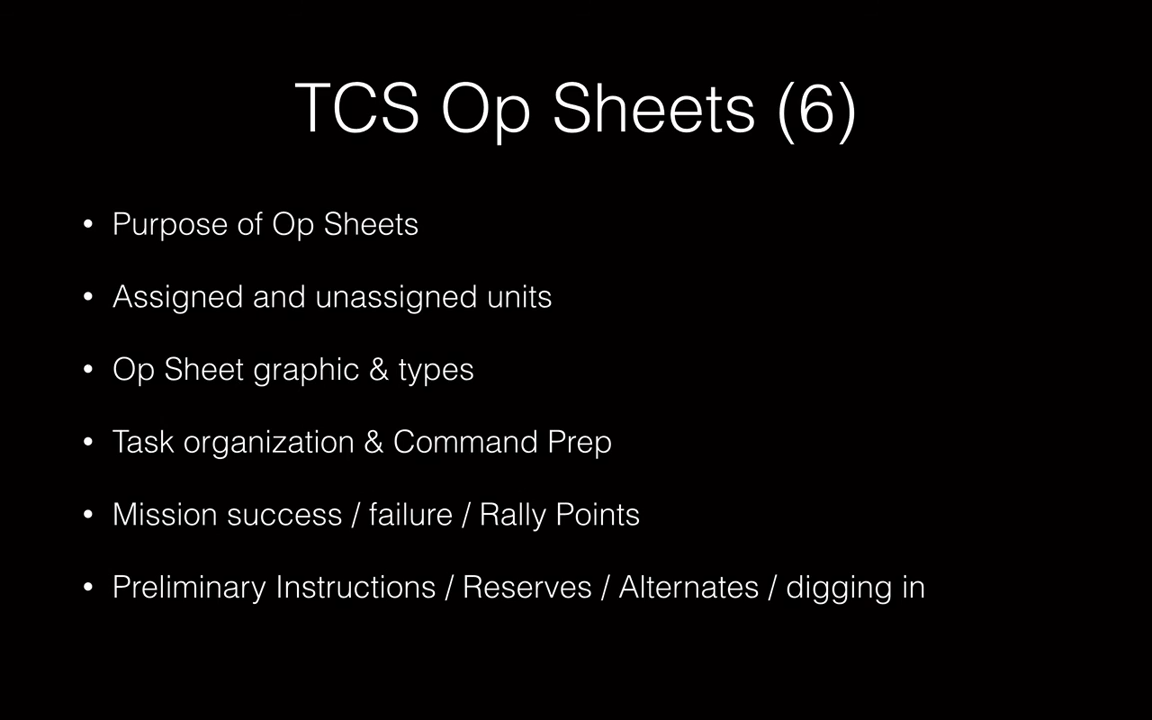 TCS Op Sheets (6)
• Purpose of Op Sheets
• Assigned and unassigned units
• Op Sheet graphic & types
• Task organization & Command Prep
• Mission success / failure / Rally Points
• Preliminary Instructions / Reserves / Alternates / digging in